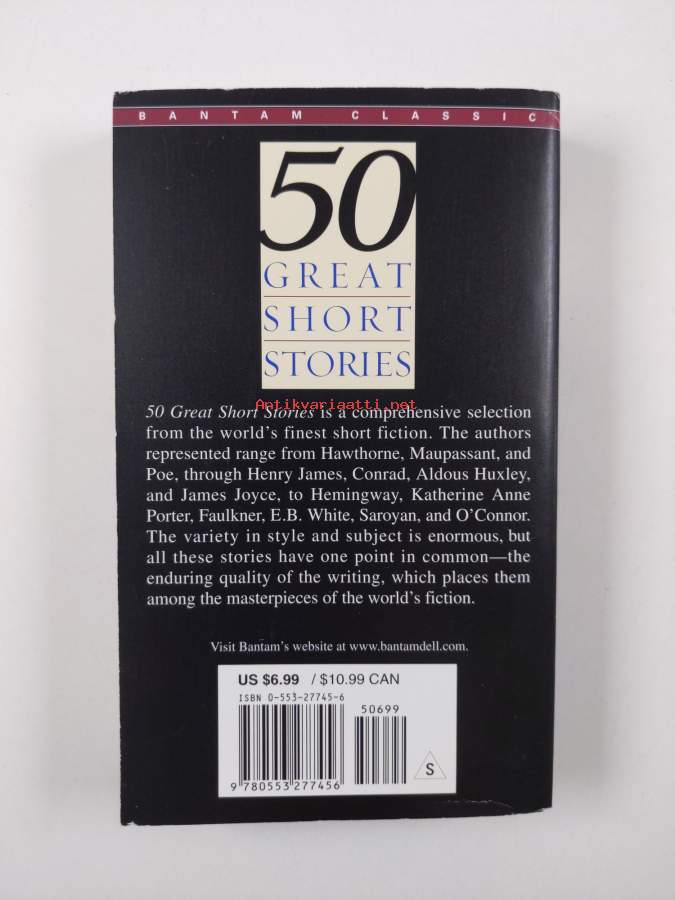 BANTAM CLASSIC
50
GREAT
SHORT
STORIES
Antikvariaatti.net
50 Great Short Stories is a comprehensive selection
from the world's finest short fiction. The authors
represented range from Hawthorne, Maupassant, and
Poe, through Henry James, Conrad, Aldous Huxley,
and James Joyce, to Hemingway, Katherine Anne
Porter, Faulkner, E.B. White, Saroyan, and O'Connor.
The variety in style and subject is enormous, but
all these stories have one point in common—the
enduring quality of the writing, which places them
among the masterpieces of the world's fiction.
Visit Bantam's website at www.bantamdell.com.
US $6.99 / $10.99 CAN
ISBN 0-553-27745-6
50699
S
9 780553 277456